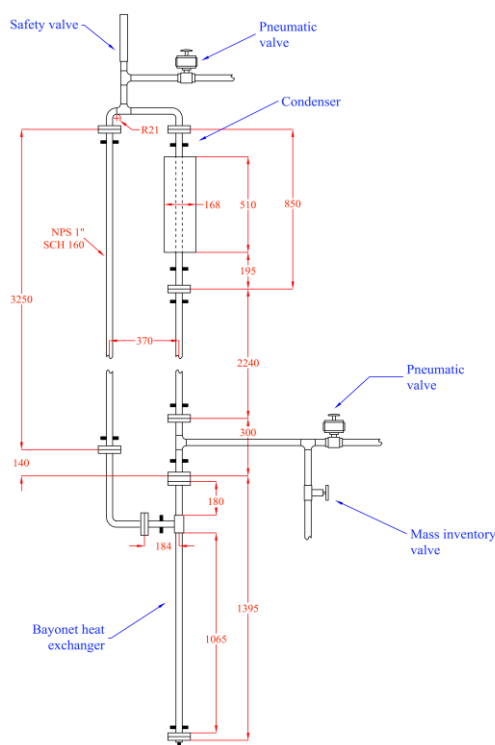 Safety valve
Pneumatic
valve
Condenser
R21
168
510
850
NPS 1"
SCH 160
195
3250
370
2240
Pneumatic
valve
300
140
180
Mass inventory
valve
184
1395
Bayonet heat
exchanger
1065